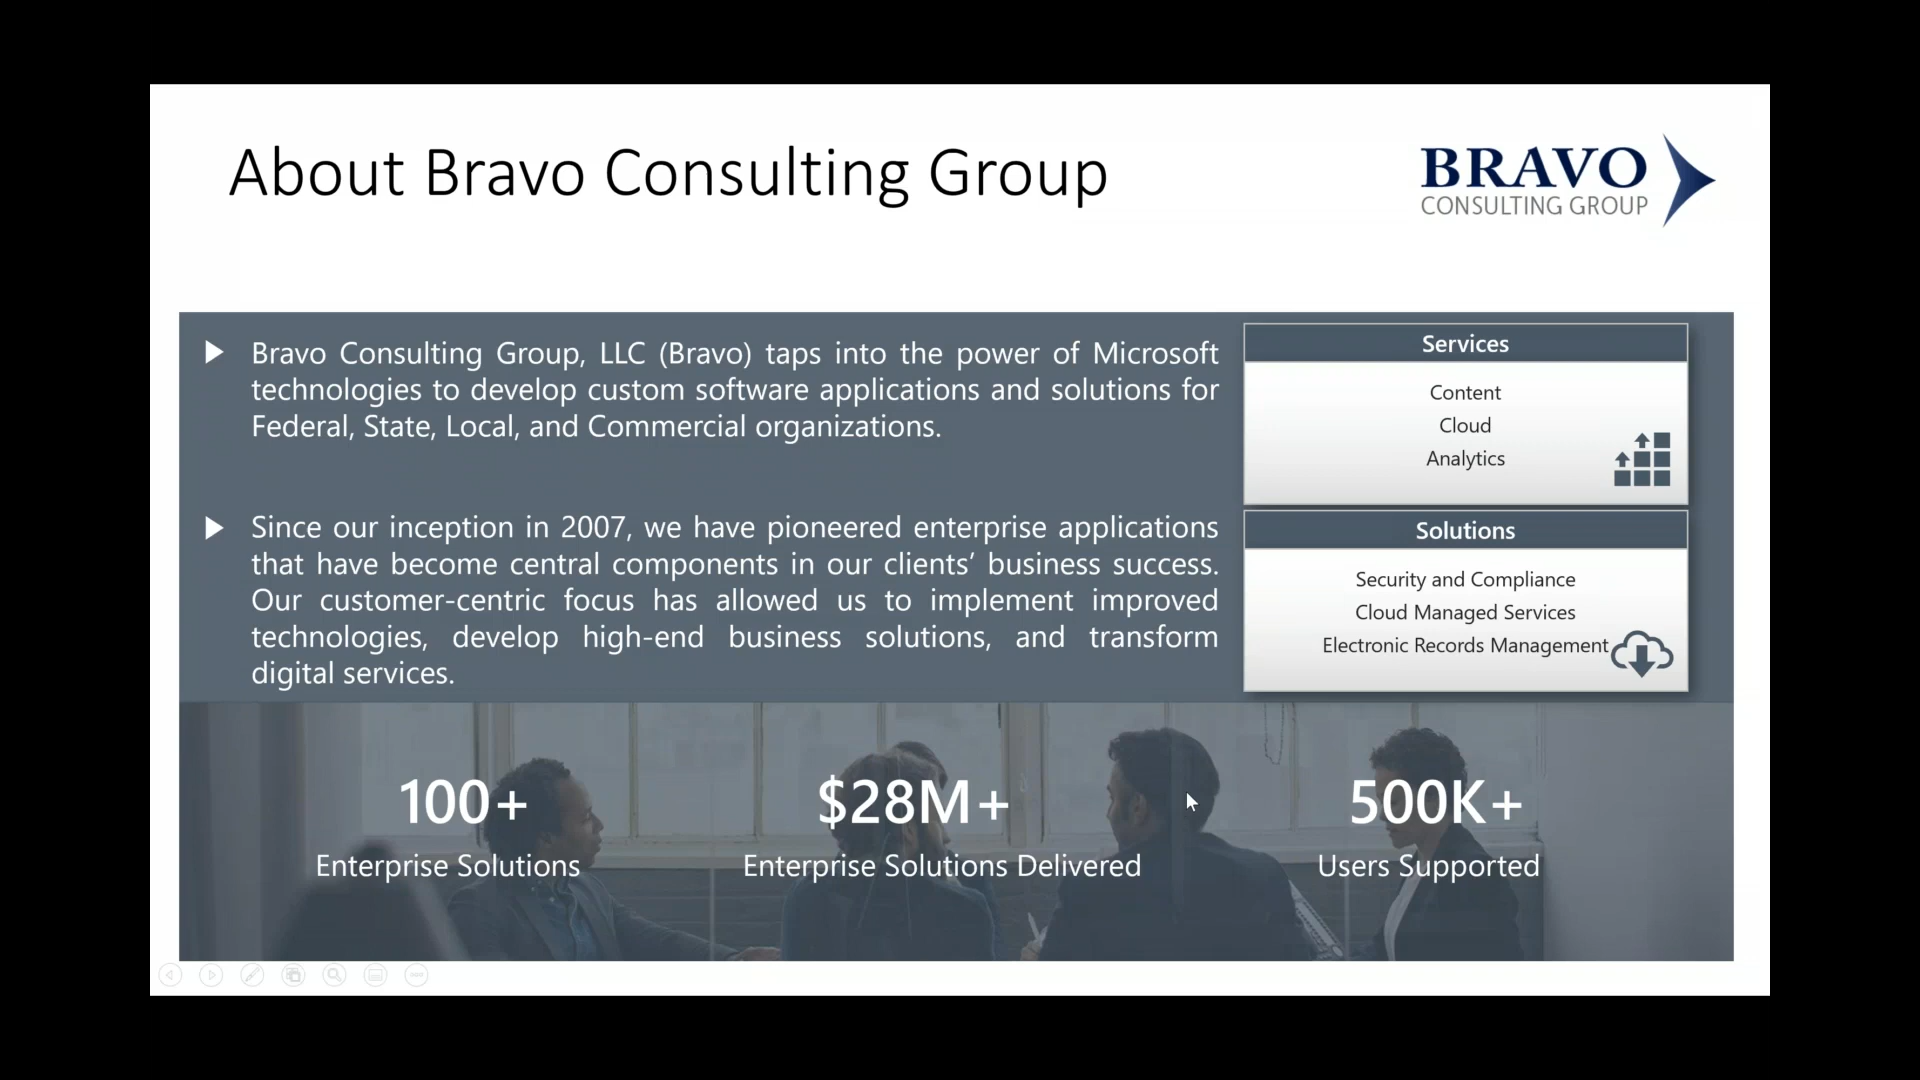 About Bravo Consulting Group
BRAVO
CONSULTING GROUP
Bravo Consulting Group, LLC (Bravo) taps into the power of Microsoft
technologies to develop custom software applications and solutions for
Federal, State, Local, and Commercial organizations.
Since our inception in 2007, we have pioneered enterprise applications
that have become central components in our clients’ business success.
Our customer-centric focus has allowed us to implement improved
technologies, develop high-end business solutions, and transform
digital services.
Services
Content
Cloud
Analytics
Solutions
Security and Compliance
Cloud Managed Services
Electronic Records Management
100+
Enterprise Solutions
$28M+
Enterprise Solutions Delivered
500K+
Users Supported